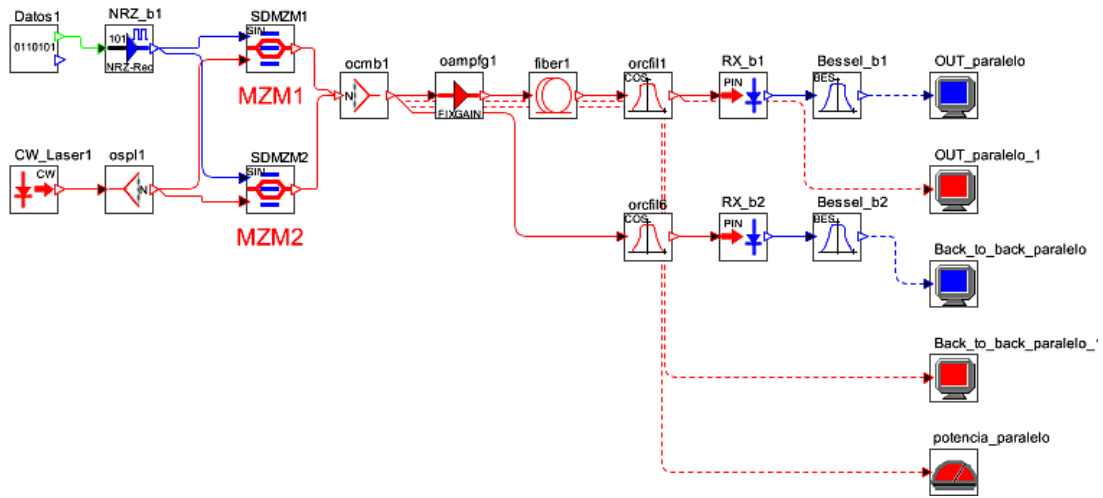 Datos1
NRZ_b1
SDMZM1
0110101
101
NRZ-Rec
SIN
MZM1
ocmb1
N
oampfg1
FIXGAIN
fiber1
orcfil1
COS
RX_b1
PIN
Bessel_b1
BES
OUT_paralelo
CW_Laser1
CW
ospl1
N
SDMZM2
SIN
MZM2
OUT_paralelo_1
orcfil6
COS
RX_b2
PIN
Bessel_b2
BES
Back_to_back_paralelo
Back_to_back_paralelo_1
potencia_paralelo